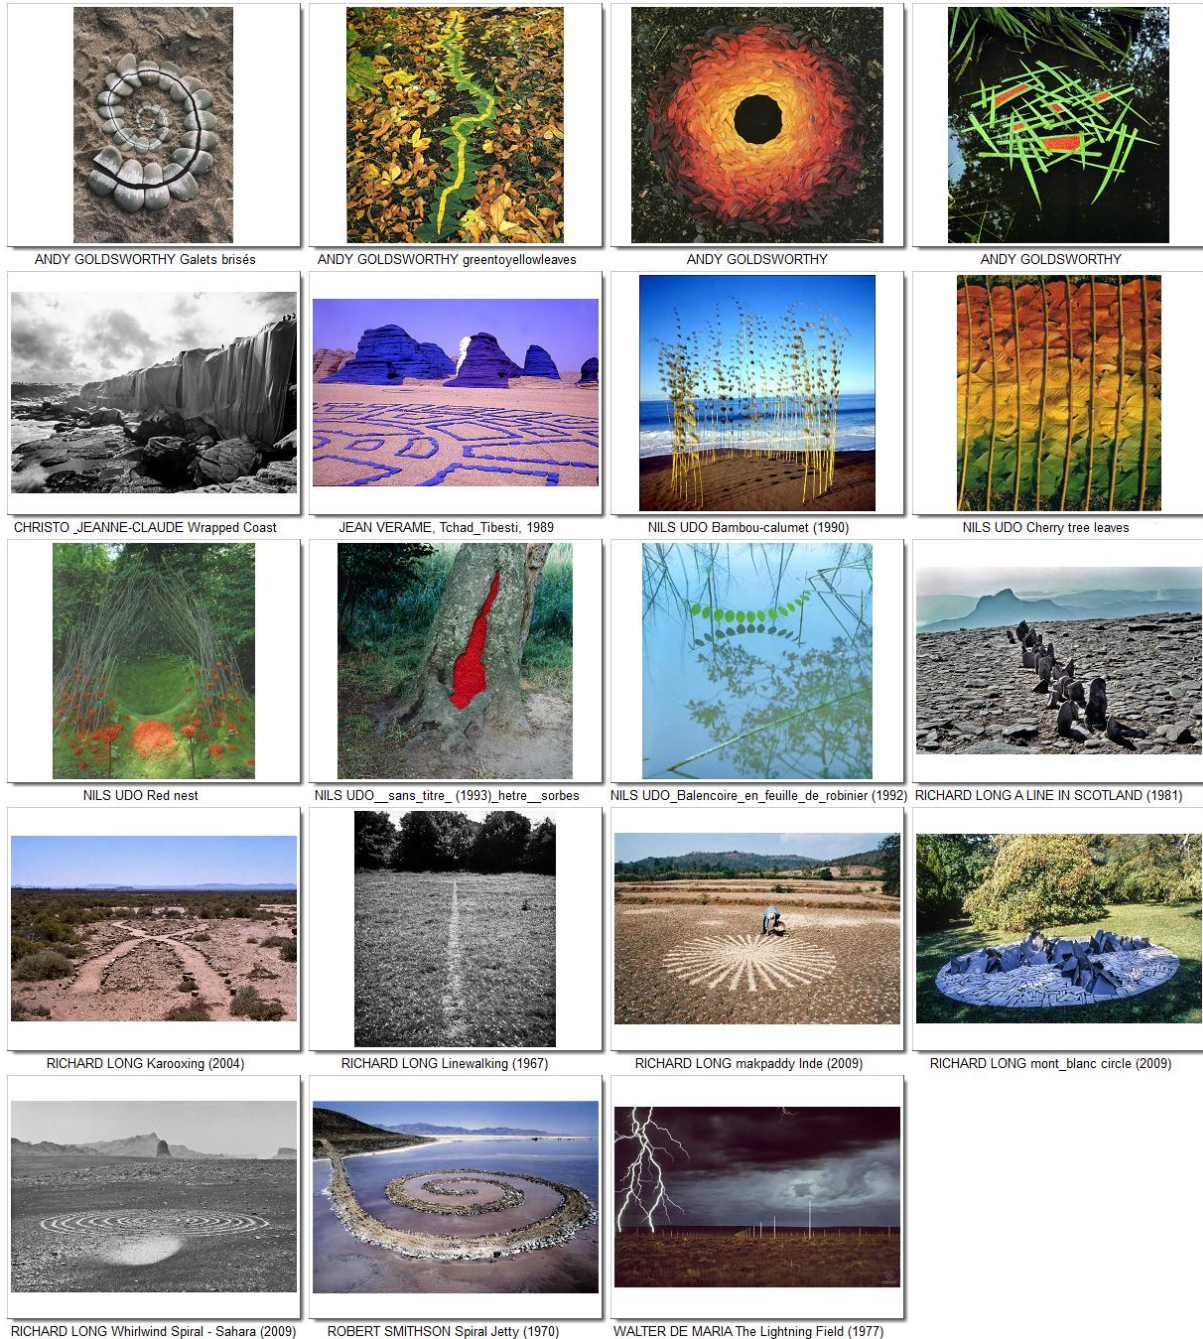 ANDY GOLDSWORTHY Galets brisés
ANDY GOLDSWORTHY greentoyellowleaves
ANDY GOLDSWORTHY
ANDY GOLDSWORTHY
CHRISTO _JEANNE-CLAUDE Wrapped Coast
JEAN VERAME, Tchad_Tibesti, 1989
NILS UDO Bambou-calumet (1990)
NILS UDO Cherry tree leaves
NILS UDO Red nest
NILS UDO__sans_titre_ (1993)_hetre__sorbes
NILS UDO_Balencoire_en_feuille_de_robinier (1992)
RICHARD LONG A LINE IN SCOTLAND (1981)
RICHARD LONG Karooxing (2004)
RICHARD LONG Linewalking (1967)
RICHARD LONG makpaddy Inde (2009)
RICHARD LONG mont_blanc circle (2009)
RICHARD LONG Whirlwind Spiral - Sahara (2009)
ROBERT SMITHSON Spiral Jetty (1970)
WALTER DE MARIA The Lightning Field (1977)